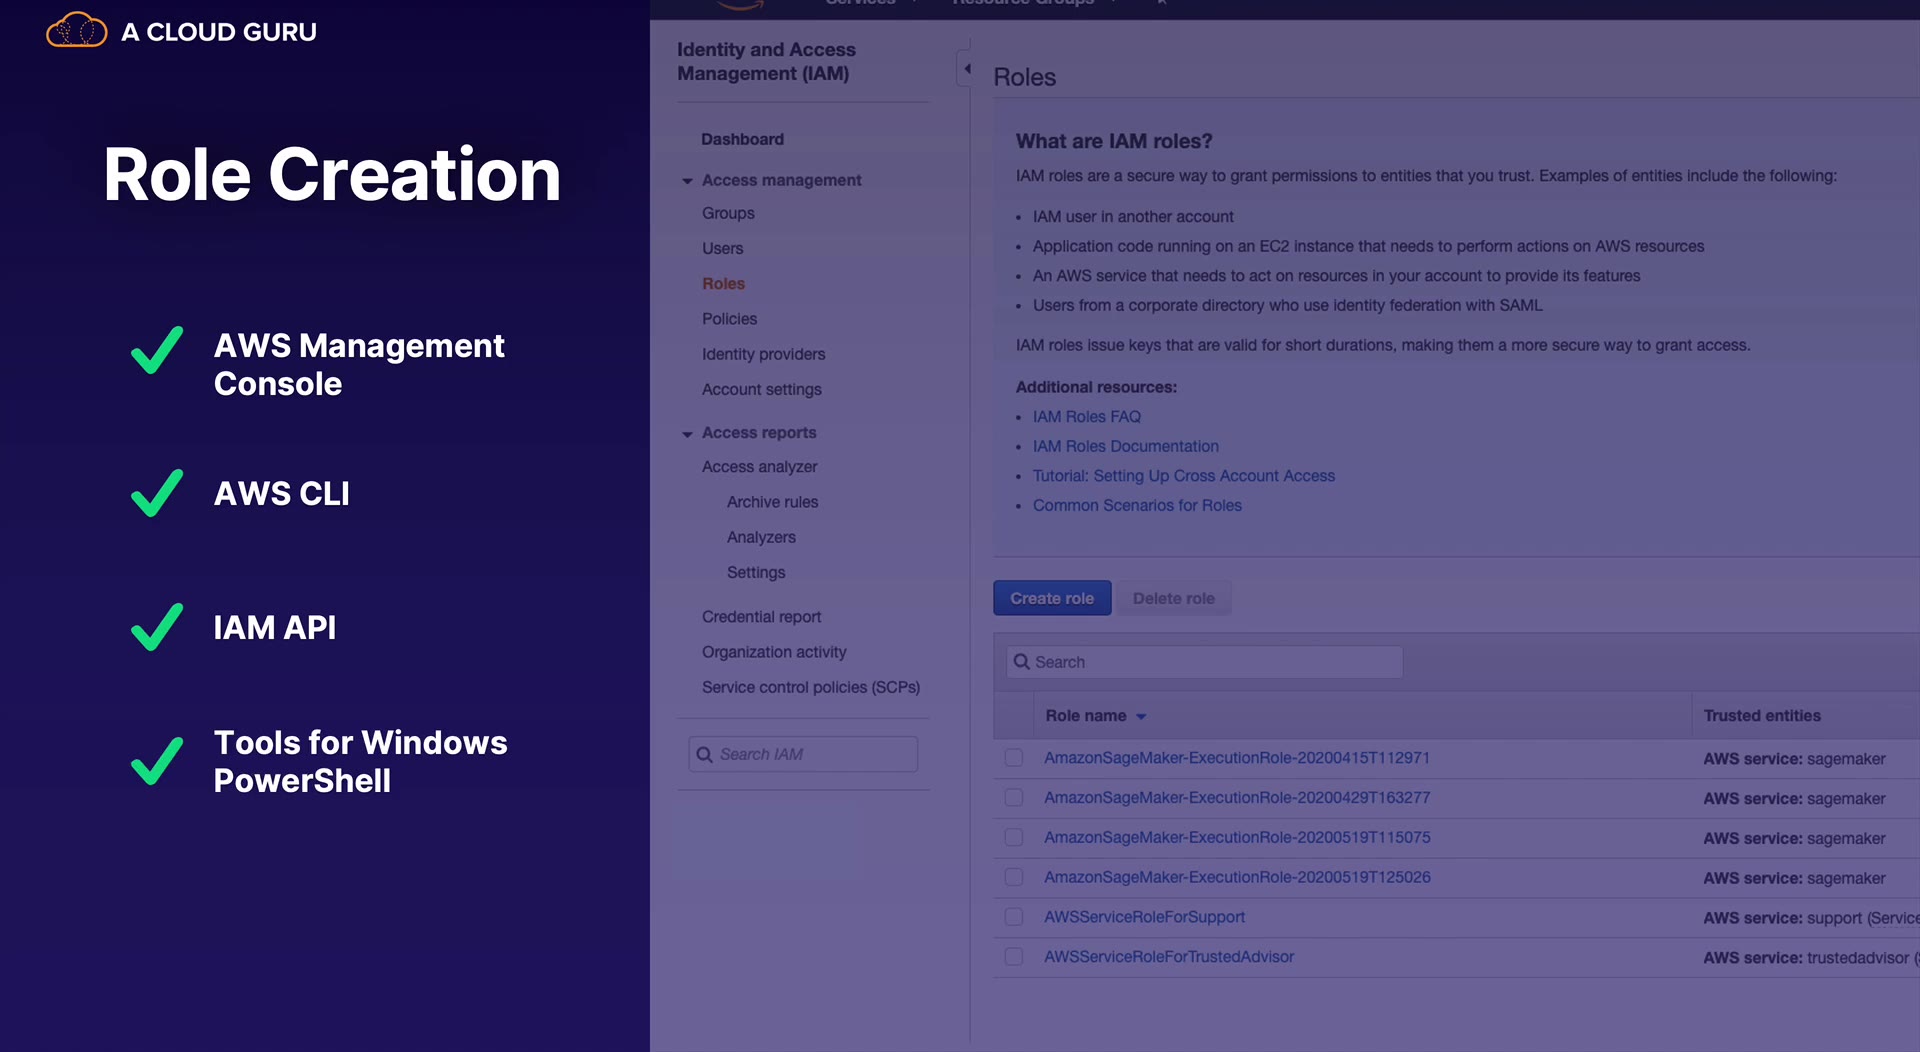 A CLOUD GURU
Role Creation
AWS Management
Console
AWS CLI
IAM API
Tools for Windows
PowerShell
Services
Resource Groups
Identity and Access
Management (IAM)
Dashboard
Access management
Groups
Users
Roles
Policies
Identity providers
Account settings
Access reports
Access analyzer
Archive rules
Analyzers
Settings
Credential report
Organization activity
Service control policies (SCPs)
Search IAM
Roles
What are IAM roles?
IAM roles are a secure way to grant permissions to entities that you trust. Examples of entities include the following:
• IAM user in another account
• Application code running on an EC2 instance that needs to perform actions on AWS resources
• An AWS service that needs to act on resources in your account to provide its features
• Users from a corporate directory who use identity federation with SAML
IAM roles issue keys that are valid for short durations, making them a more secure way to grant access.
Additional resources:
• IAM Roles FAQ
• IAM Roles Documentation
• Tutorial: Setting Up Cross Account Access
• Common Scenarios for Roles
Create role Delete role
Search
Role name Trusted entities
AmazonSageMaker-ExecutionRole-20200415T112971 AWS service: sagemaker
AmazonSageMaker-ExecutionRole-20200429T163277 AWS service: sagemaker
AmazonSageMaker-ExecutionRole-20200519T115075 AWS service: sagemaker
AmazonSageMaker-ExecutionRole-20200519T125026 AWS service: sagemaker
AWSServiceRoleForSupport AWS service: support (Service
AWSServiceRoleForTrustedAdvisor AWS service: trustedadvisor (